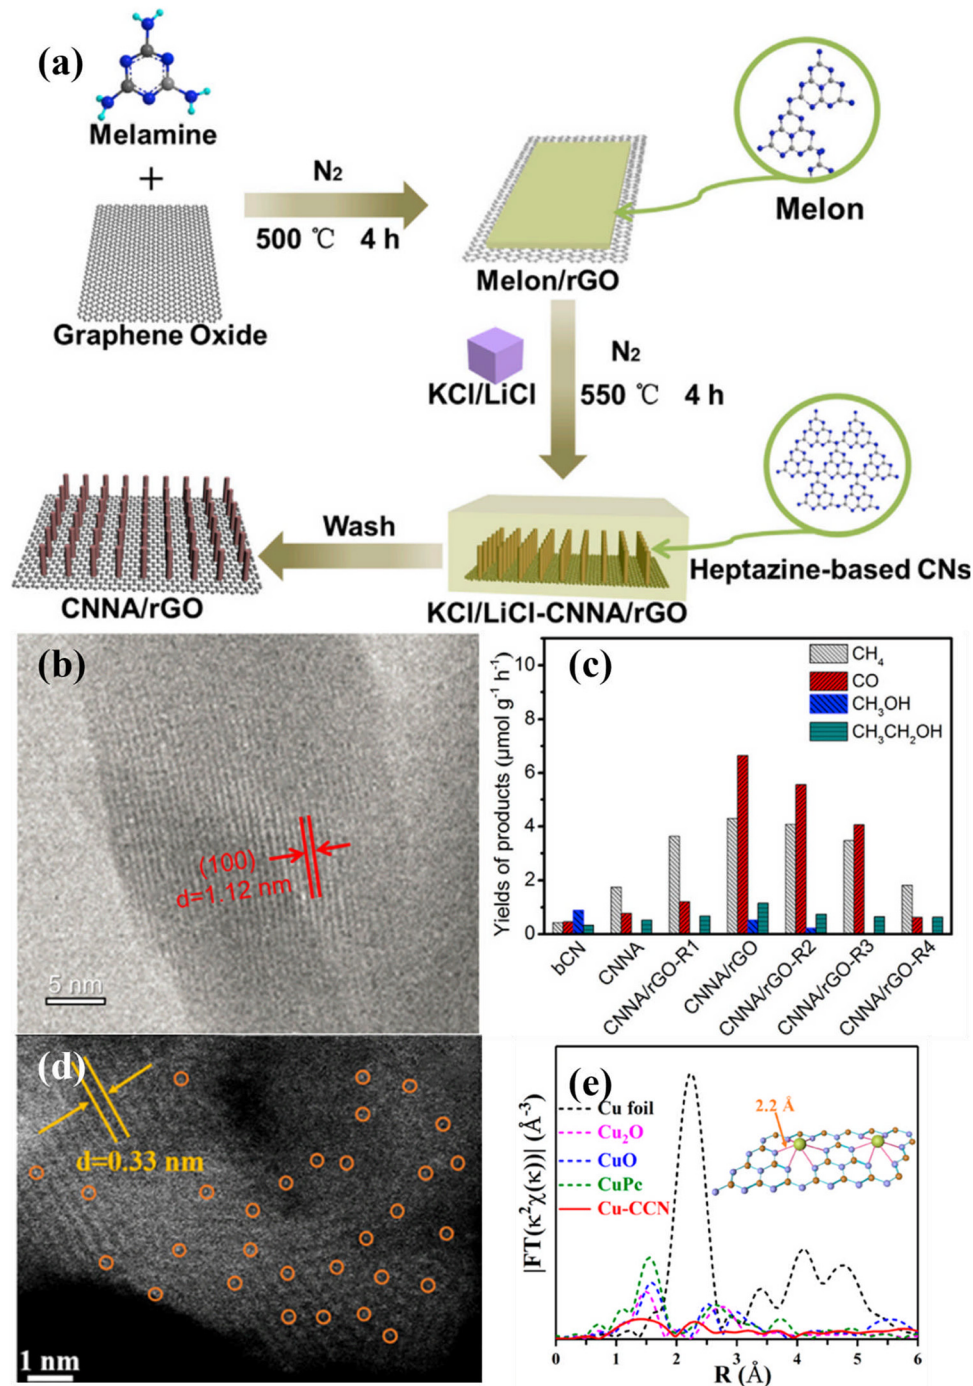 (a)
Melamine
+
Graphene Oxide
N₂
500 ℃ 4 h
Melon/rGO
Melon
KCl/LiCl
N₂
550 ℃ 4 h
Heptazine-based CNs
KCl/LiCl-CNNA/rGO
Wash
CNNA/rGO
(b)
(100)
d=1.12 nm
5 nm
(c)
Yields of products (μmol g⁻¹ h⁻¹)
10
8
6
4
2
0
CH₄
CO
CH₃OH
CH₃CH₂OH
bCN
CNNA
CNNA/rGO-R1
CNNA/rGO
CNNA/rGO-R2
CNNA/rGO-R3
CNNA/rGO-R4
(d)
d=0.33 nm
1 nm
(e)
|FT(κ²χ(κ))| (Å⁻³)
Cu foil
Cu₂O
CuO
CuPc
Cu-CCN
2.2 Å
0 1 2 3 4 5 6
R (Å)